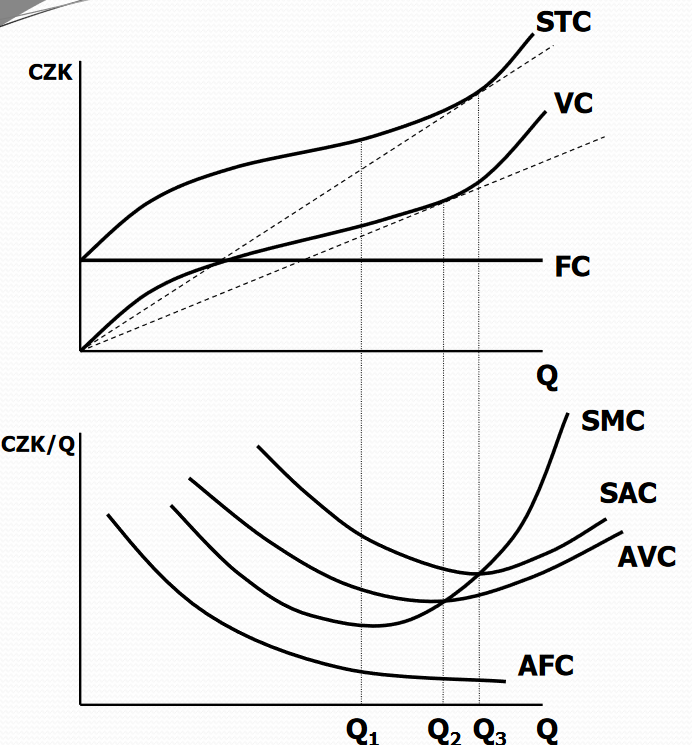 STC
CZK
VC
FC
Q
SMC
CZK/Q
SAC
AVC
AFC
Q₁ Q₂ Q₃ Q